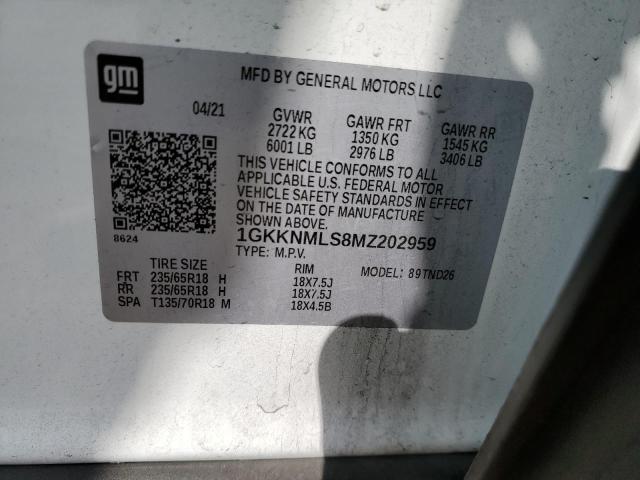 gm
MFD BY GENERAL MOTORS LLC
04/21 GVWR GAWR FRT GAWR RR
2722 KG 1350 KG 1545 KG
6001 LB 2976 LB 3406 LB
THIS VEHICLE CONFORMS TO ALL
APPLICABLE U.S. FEDERAL MOTOR
VEHICLE SAFETY STANDARDS IN EFFECT
ON THE DATE OF MANUFACTURE
SHOWN ABOVE.
8624 1GKKNMLS8MZ202959
TYPE: M.P.V. MODEL: 89TND26
TIRE SIZE RIM
FRT 235/65R18 H 18X7.5J
RR 235/65R18 H 18X7.5J
SPA T135/70R18 M 18X4.5B